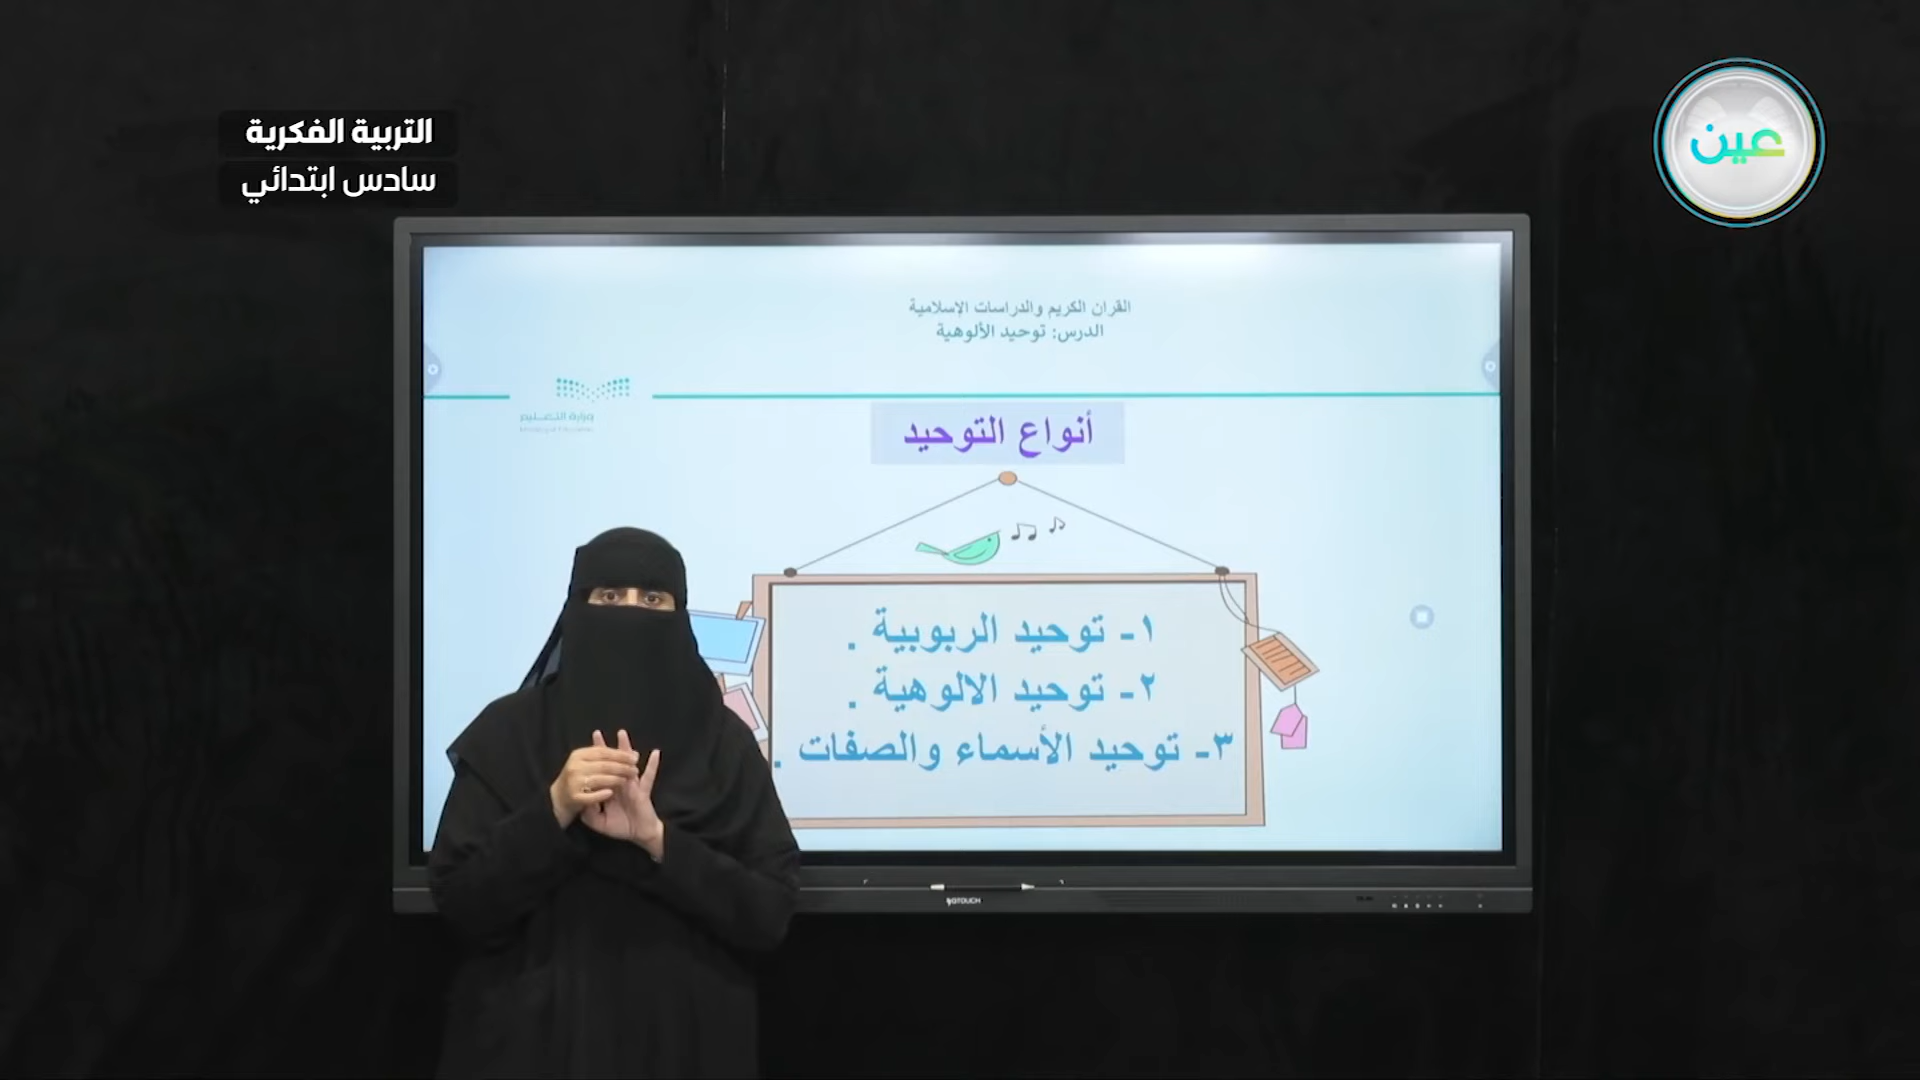 التربية الفكرية
سادس ابتدائي
عين
القران الكريم والدراسات الإسلامية
الدرس: توحيد الألوهية
وزارة التعليم
أنواع التوحيد
١- توحيد الربوبية .
٢- توحيد الالوهية .
٣- توحيد الأسماء والصفات .